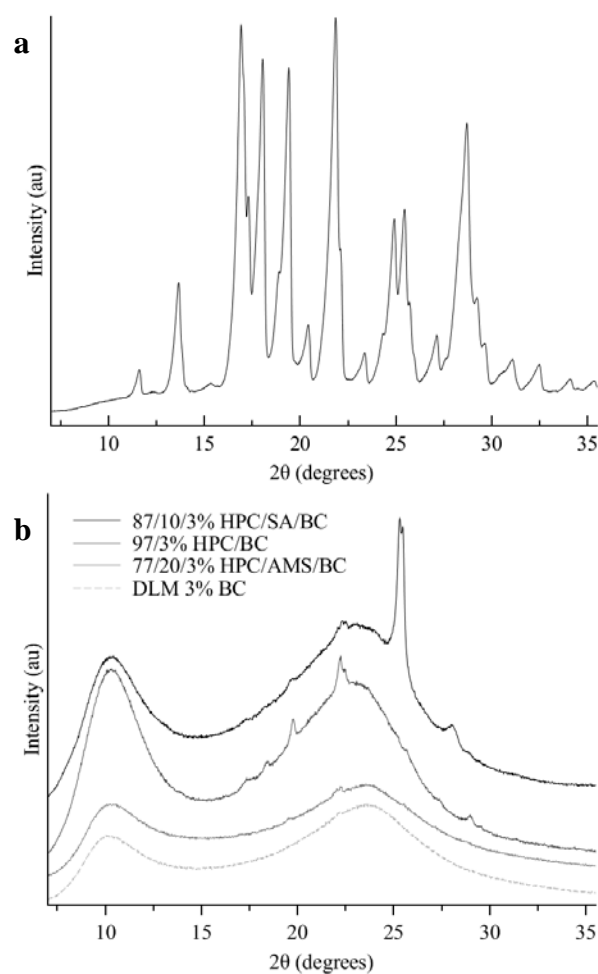 a
Intensity (au)
10 15 20 25 30 35
2θ (degrees)
b
87/10/3% HPC/SA/BC
97/3% HPC/BC
77/20/3% HPC/AMS/BC
DLM 3% BC
Intensity (au)
10 15 20 25 30 35
2θ (degrees)